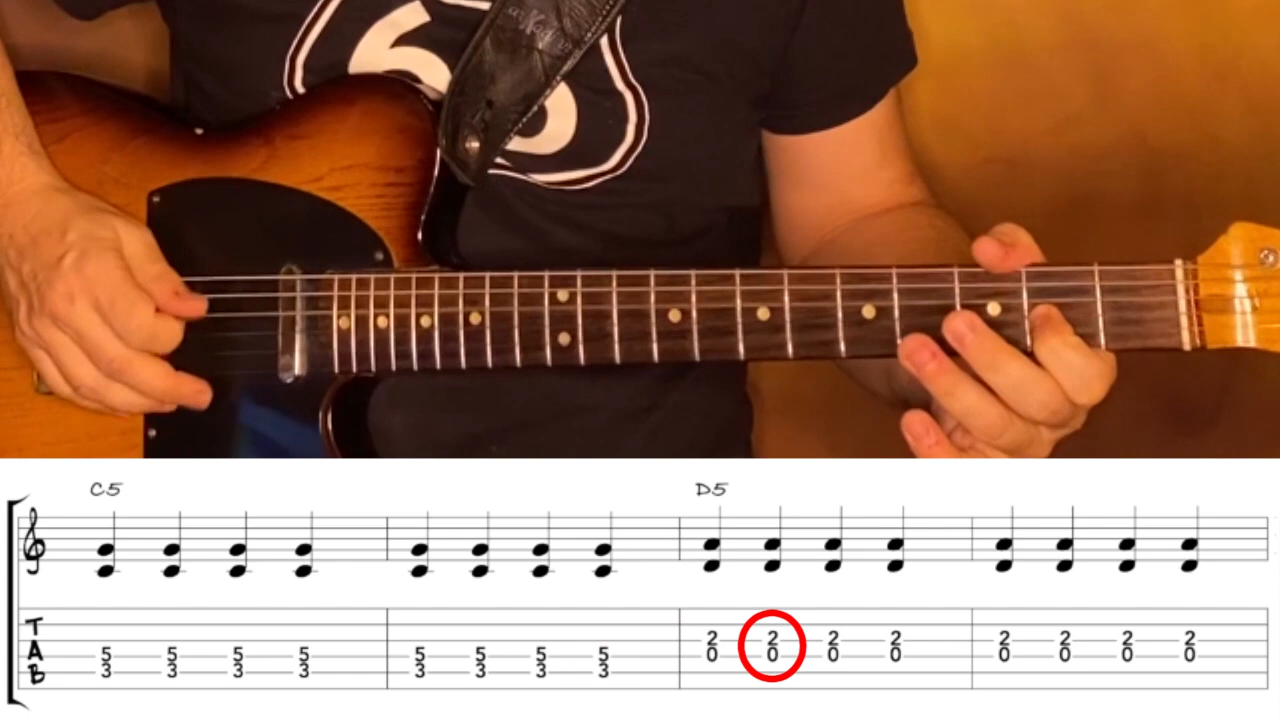 66
C5 D5
T
A
B
5 5 5 5 5 5 5 5
3 3 3 3 3 3 3 3
2 2 2 2 2 2 2 2
0 0 0 0 0 0 0 0